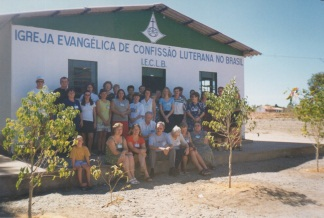 IGREJA EVANGÉLICA DE CONFISSÃO LUTERANA NO BRASIL
I.E.C.L.B.